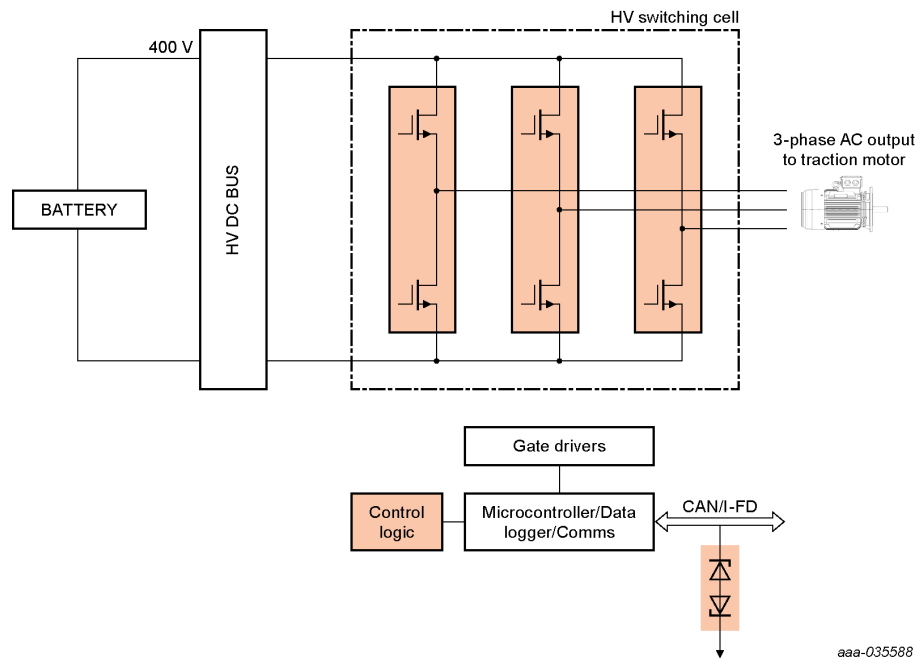 HV switching cell
400 V
HV DC BUS
BATTERY
3-phase AC output
to traction motor
Gate drivers
Control
logic
Microcontroller/Data
logger/Comms
CAN/I-FD
aaa-035588